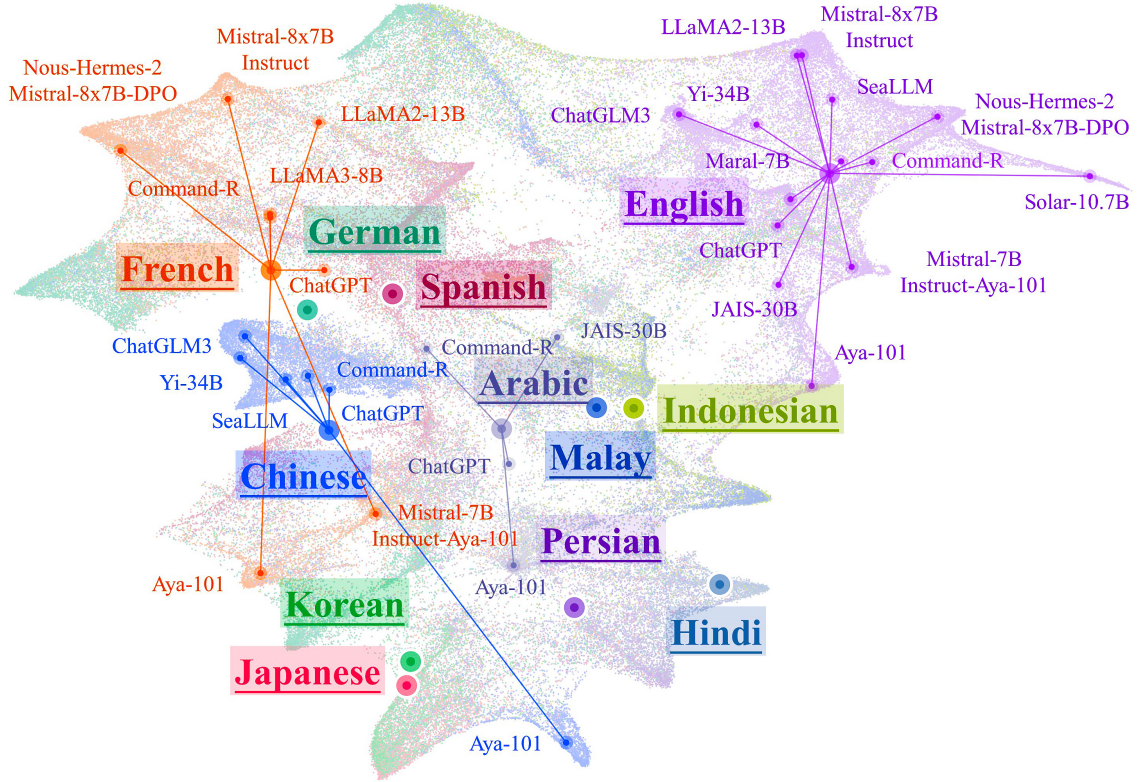 LLaMA2-13B
Mistral-8x7B
Instruct
Mistral-8x7B
Instruct
Nous-Hermes-2
Mistral-8x7B-DPO
LLaMA2-13B
ChatGLM3
Yi-34B
SeaLLM
Nous-Hermes-2
Mistral-8x7B-DPO
Maral-7B
Command-R
Command-R
LLaMA3-8B
Solar-10.7B
English
German
ChatGPT
French
ChatGPT
Spanish
Mistral-7B
Instruct-Aya-101
JAIS-30B
JAIS-30B
ChatGLM3
Command-R
Aya-101
Yi-34B
Command-R
Arabic
SeaLLM
ChatGPT
Indonesian
Malay
ChatGPT
Chinese
Mistral-7B
Instruct-Aya-101
Persian
Aya-101
Aya-101
Korean
Hindi
Japanese
Aya-101